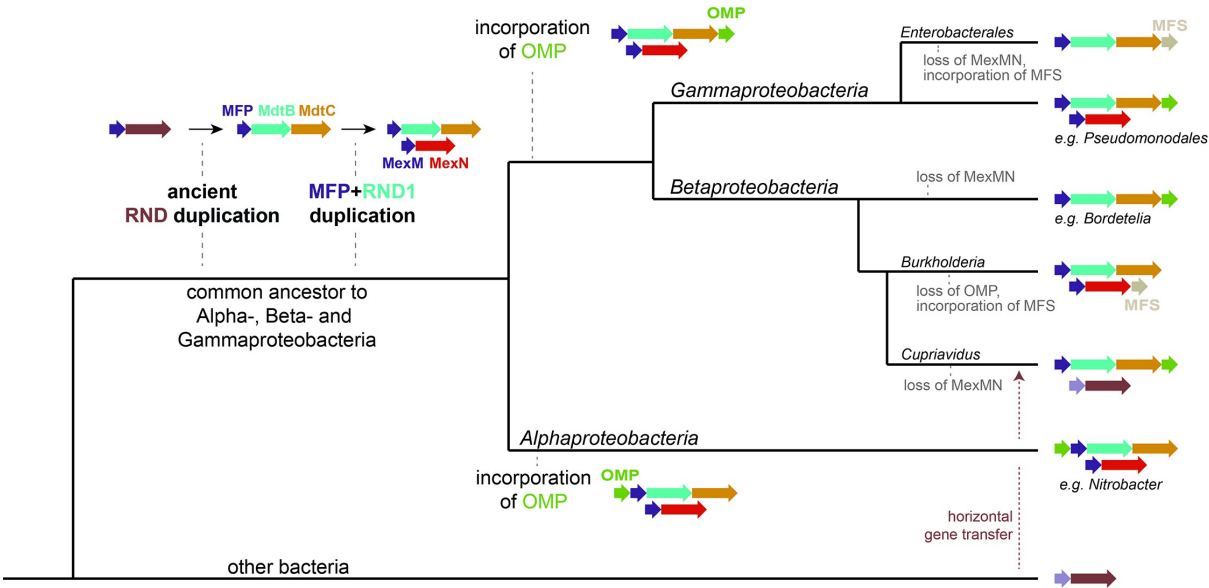 incorporation
of OMP
OMP
MFP MdtB MdtC
MexM MexN
ancient
RND duplication
MFP+RND1
duplication
common ancestor to
Alpha-, Beta- and
Gammaproteobacteria
Gammaproteobacteria
Enterobacterales
loss of MexMN,
incorporation of MFS
MFS
e.g. Pseudomonodales
Betaproteobacteria
loss of MexMN
e.g. Bordetelia
Burkholderia
loss of OMP,
incorporation of MFS
MFS
Cupriavidus
loss of MexMN
Alphaproteobacteria
incorporation
of OMP
OMP
e.g. Nitrobacter
horizontal
gene transfer
other bacteria